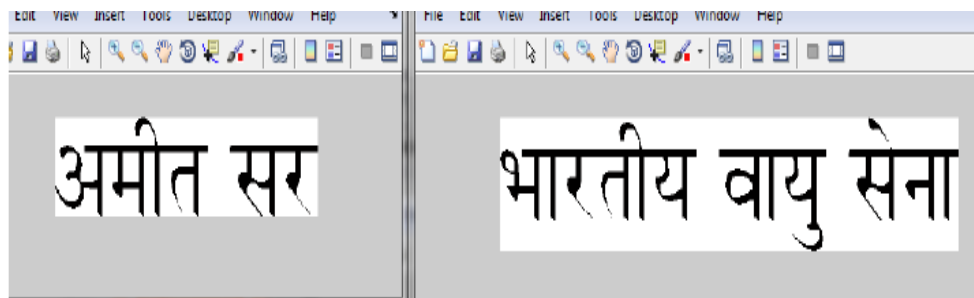 Edit View Insert Tools Desktop Window Help
File Edit View Insert Tools Desktop Window Help
अमीत सर
भारतीय वायु सेना